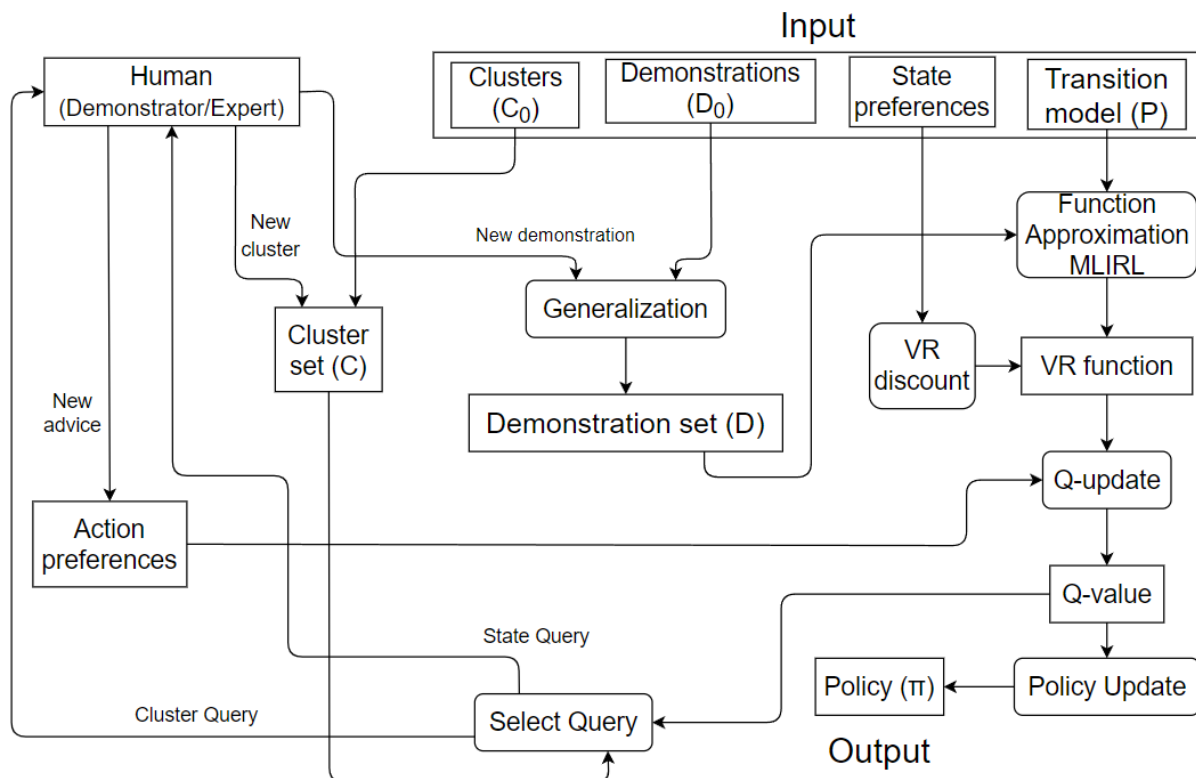 Input
Human
(Demonstrator/Expert)
Clusters
(C₀)
Demonstrations
(D₀)
State
preferences
Transition
model (P)
New
cluster
New demonstration
Function
Approximation
MLIRL
Generalization
Cluster
set (C)
VR
discount
VR function
New
advice
Demonstration set (D)
Q-update
Action
preferences
Q-value
State Query
Policy (π)
Policy Update
Cluster Query
Select Query
Output